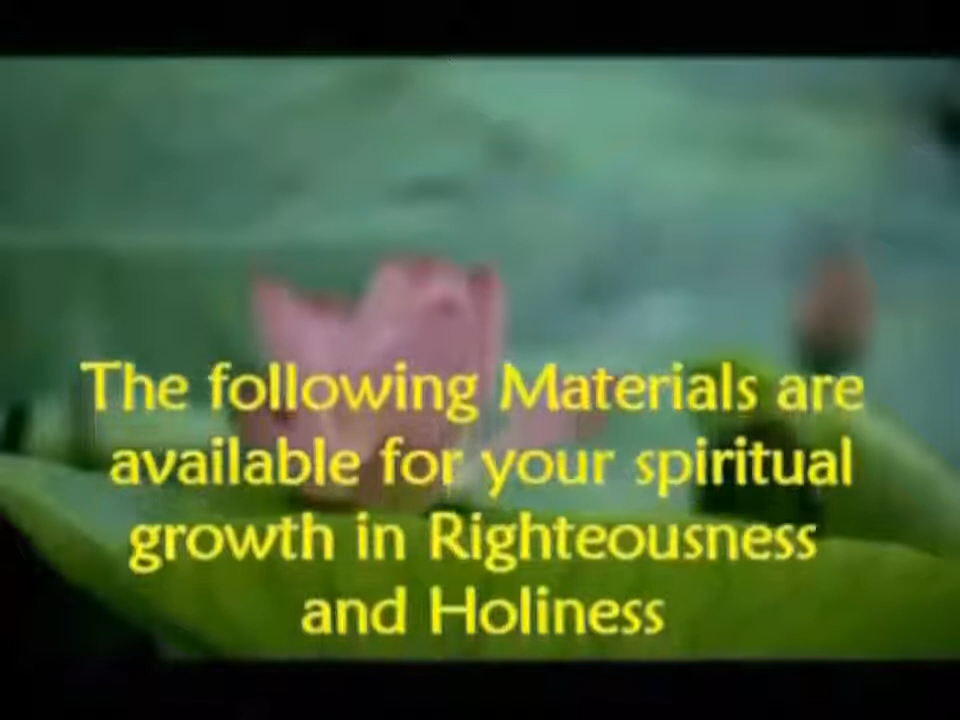 The following Materials are
available for your spiritual
growth in Righteousness
and Holiness